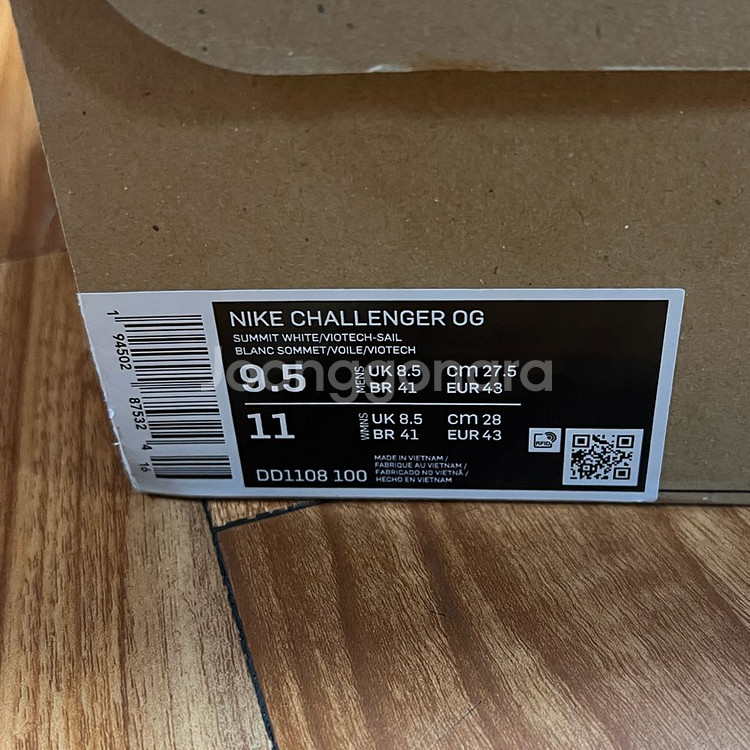 NIKE CHALLENGER OG
SUMMIT WHITE/VIOTECH-SAIL
BLANC SOMMET/VOILE/VIOTECH
9.5 MENS UK 8.5 CM 27.5
BR 41 EUR 43
11 WMNS UK 8.5 CM 28
BR 41 EUR 43
DD1108 100
MADE IN VIETNAM /
FABRIQUE AU VIETNAM /
FABRICADO NO VIETNÃ /
HECHO EN VIETNAM
RFID
1 94502 87532 4
16
Joonggonara